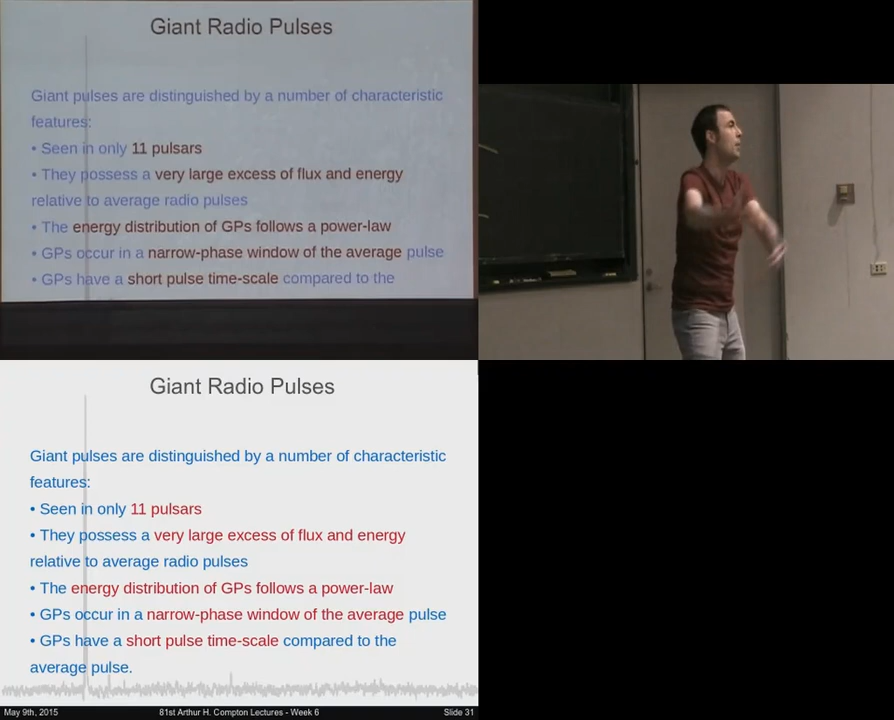 Giant Radio Pulses
Giant pulses are distinguished by a number of characteristic
features:
• Seen in only 11 pulsars
• They possess a very large excess of flux and energy
relative to average radio pulses
• The energy distribution of GPs follows a power-law
• GPs occur in a narrow-phase window of the average pulse
• GPs have a short pulse time-scale compared to the
Giant Radio Pulses
Giant pulses are distinguished by a number of characteristic
features:
• Seen in only 11 pulsars
• They possess a very large excess of flux and energy
relative to average radio pulses
• The energy distribution of GPs follows a power-law
• GPs occur in a narrow-phase window of the average pulse
• GPs have a short pulse time-scale compared to the
average pulse.
May 9th, 2015 81st Arthur H. Compton Lectures - Week 6 Slide 31